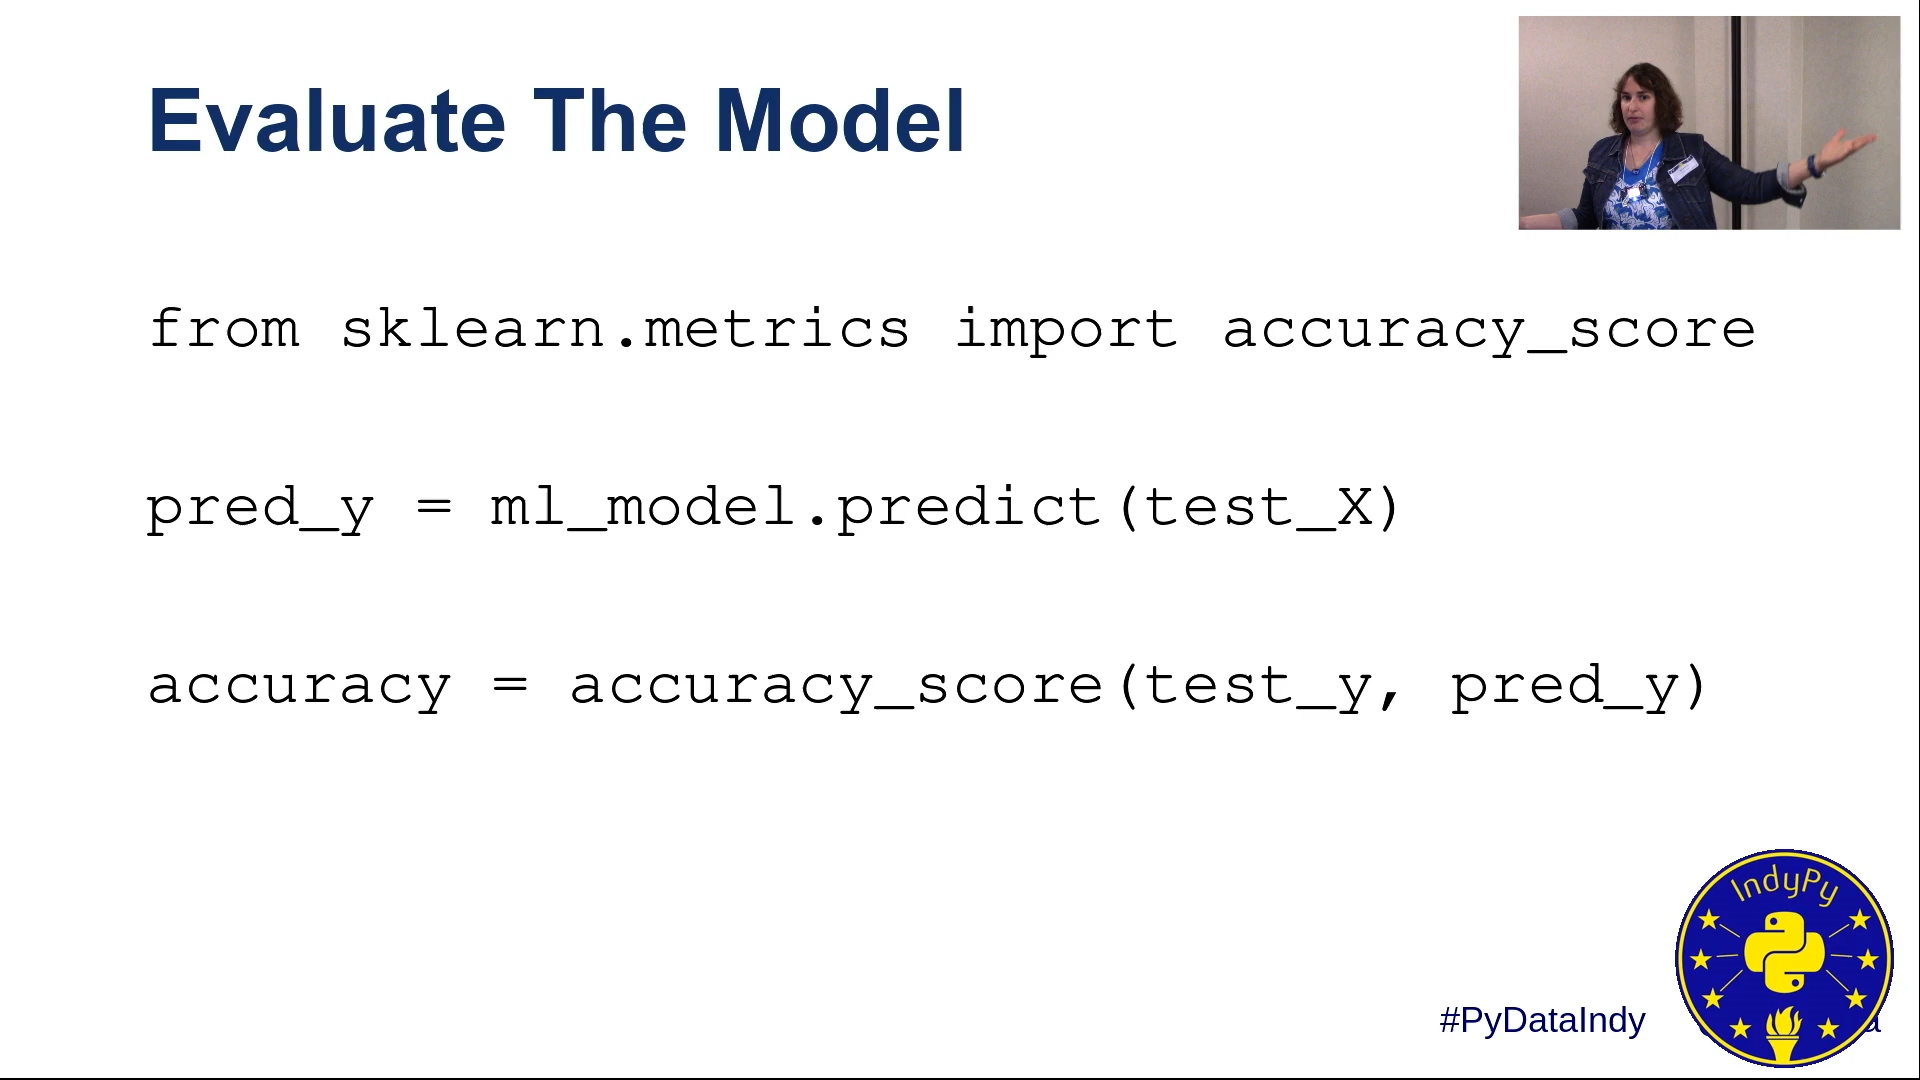 Evaluate The Model
from sklearn.metrics import accuracy_score
pred_y = ml_model.predict(test_X)
accuracy = accuracy_score(test_y, pred_y)
IndyPy
#PyDataIndy